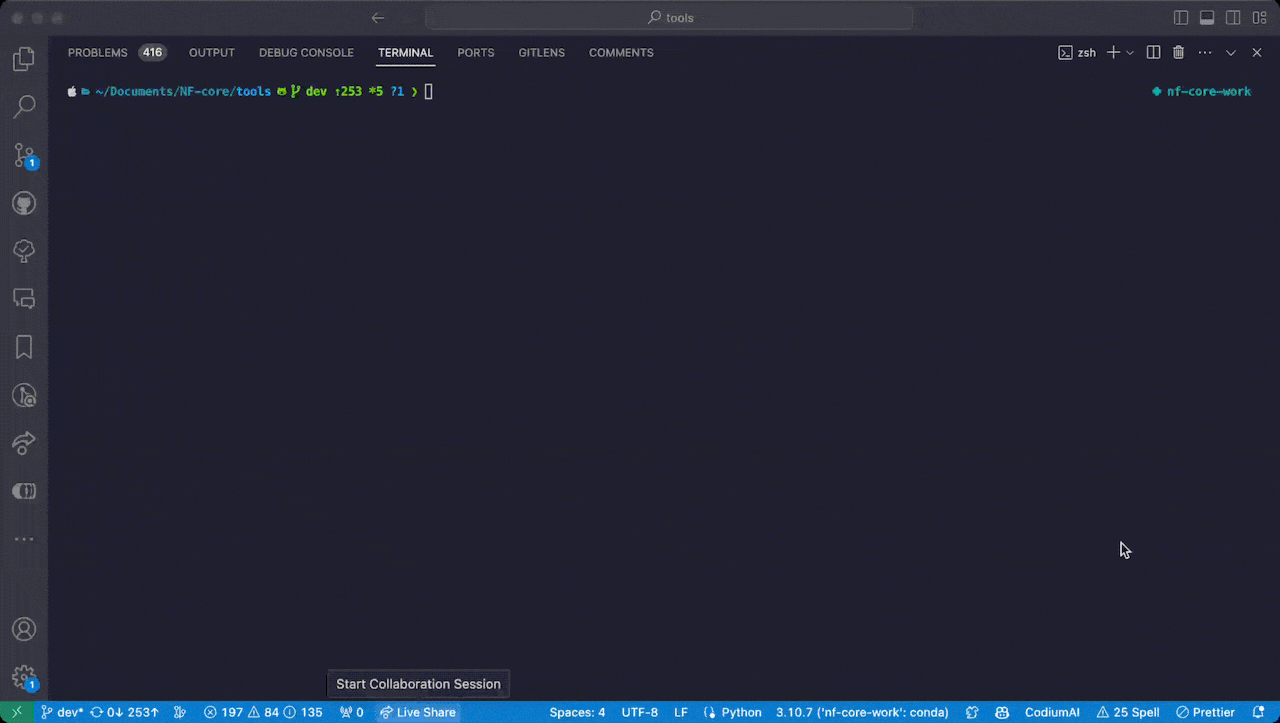 tools
PROBLEMS 416 OUTPUT DEBUG CONSOLE TERMINAL PORTS GITLENS COMMENTS zsh
~/Documents/NF-core/tools dev ↑253 *5 ?1 ❯ nf-core-work
1
1
Start Collaboration Session
dev* 0↓ 253↑ 197 84 135 0 Live Share Spaces: 4 UTF-8 LF Python 3.10.7 ('nf-core-work': conda) CodiumAI 25 Spell Prettier